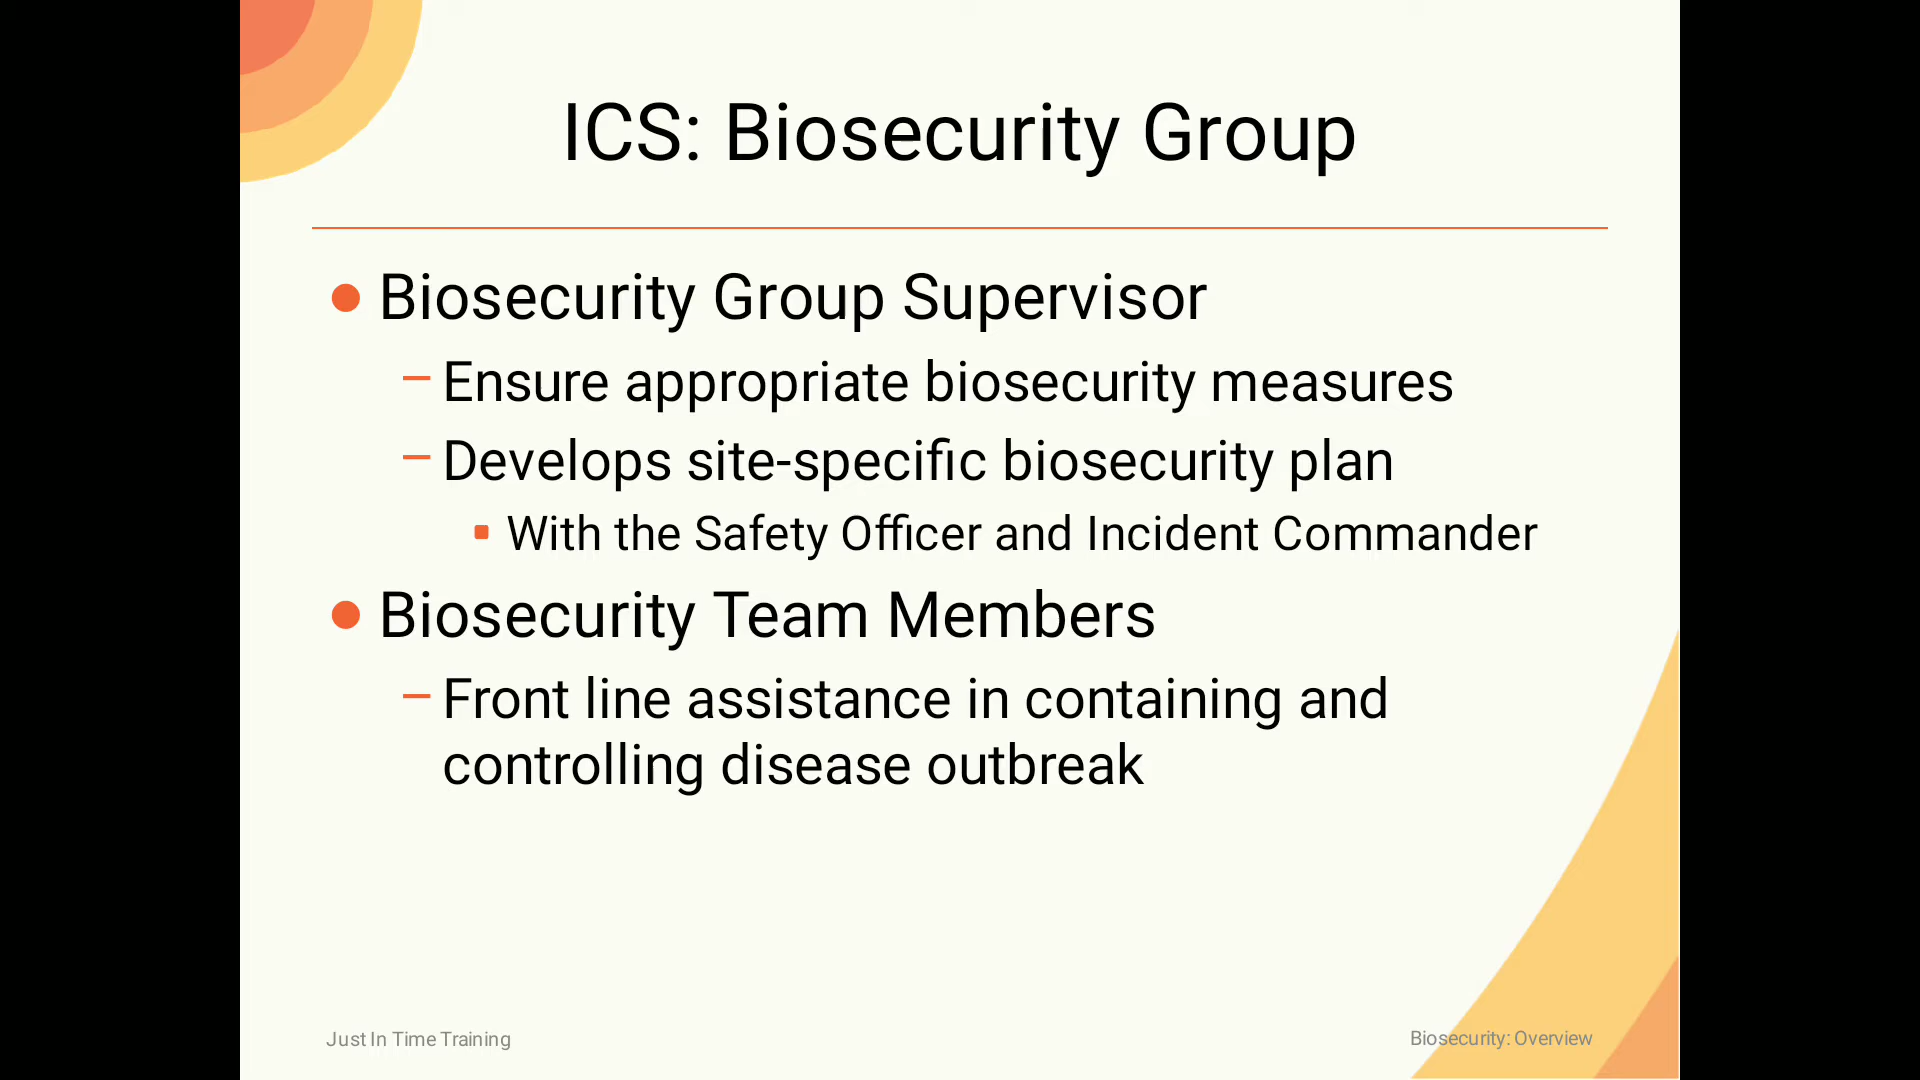 ICS: Biosecurity Group
Biosecurity Group Supervisor
Ensure appropriate biosecurity measures
Develops site-specific biosecurity plan
With the Safety Officer and Incident Commander
Biosecurity Team Members
Front line assistance in containing and
controlling disease outbreak
Just In Time Training
Biosecurity: Overview